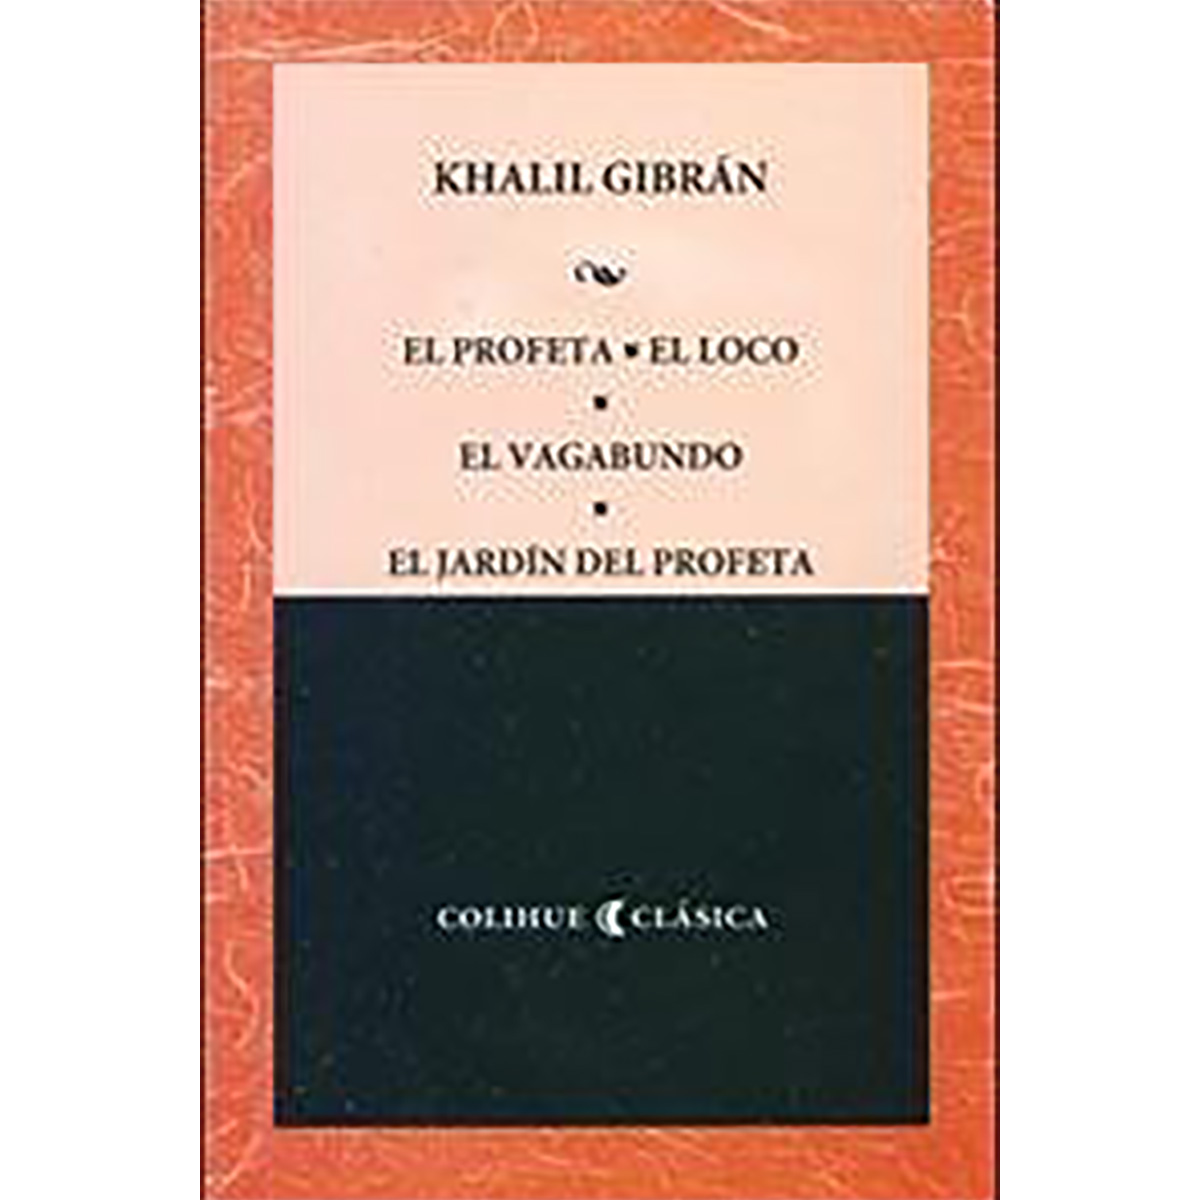 KHALIL GIBRÁN
EL PROFETA • EL LOCO
•
EL VAGABUNDO
•
EL JARDÍN DEL PROFETA
COLIHUE CLÁSICA